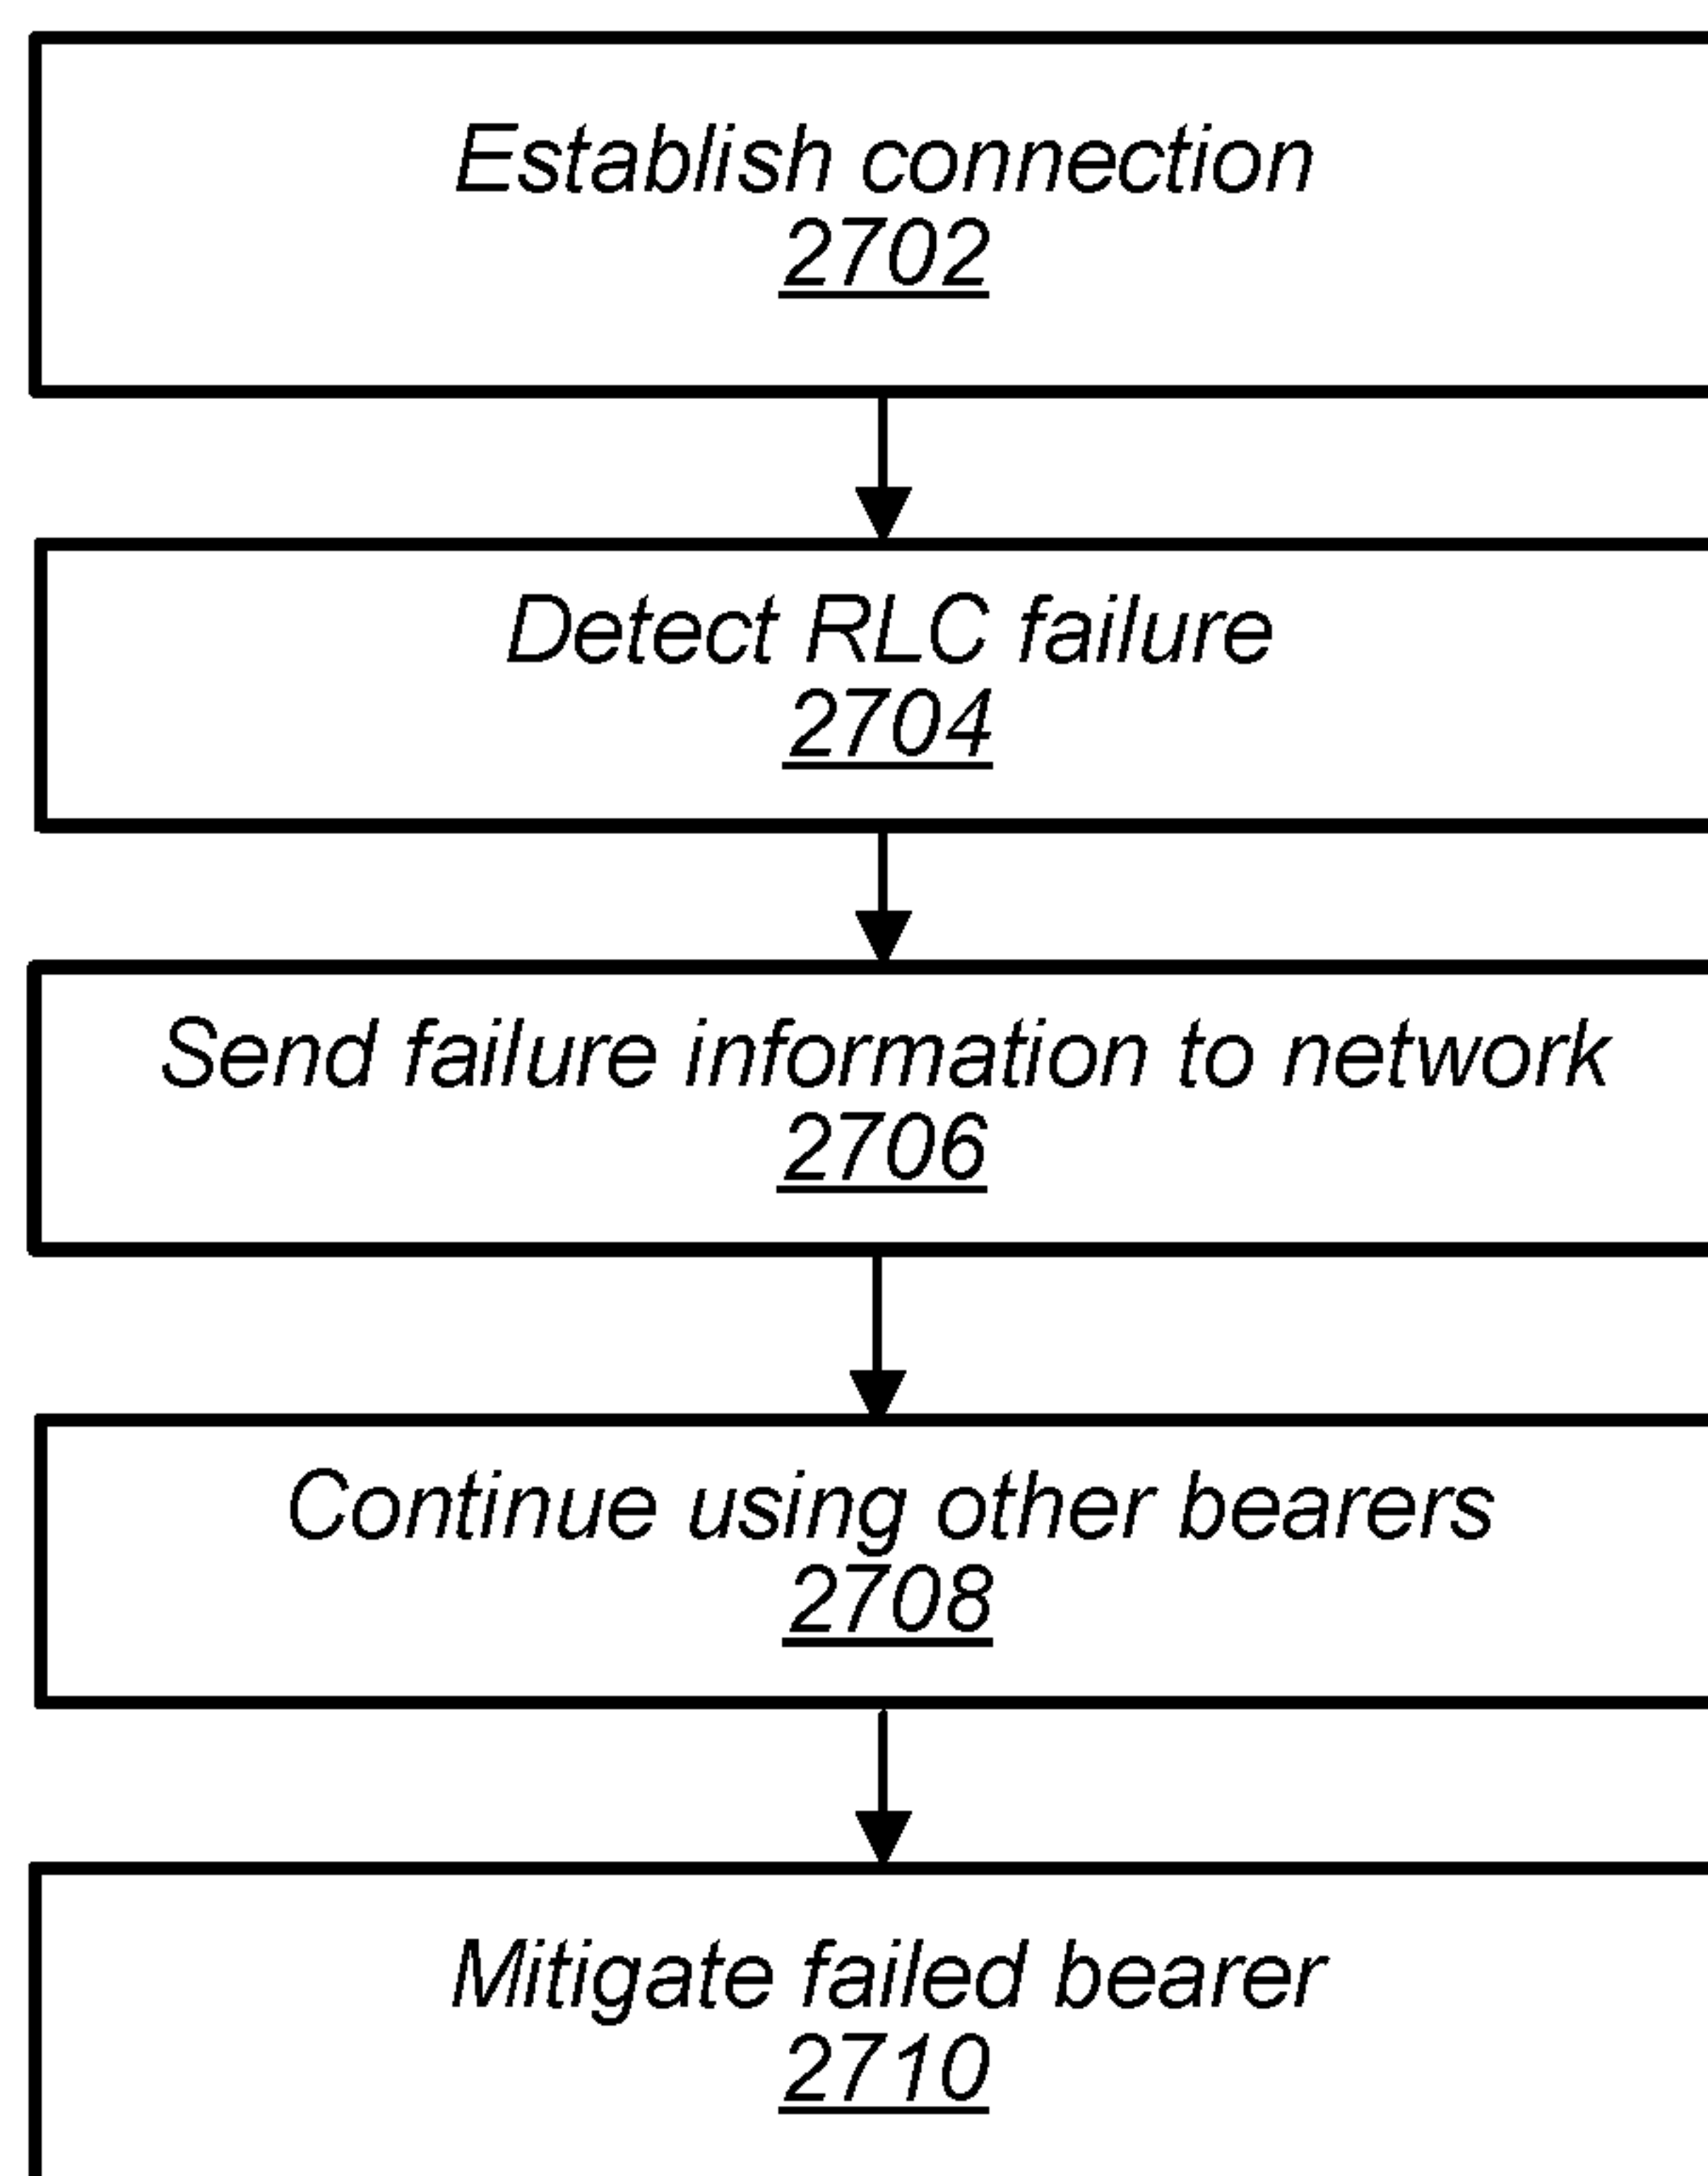 Establish connection
2702
Detect RLC failure
2704
Send failure information to network
2706
Continue using other bearers
2708
Mitigate failed bearer
2710